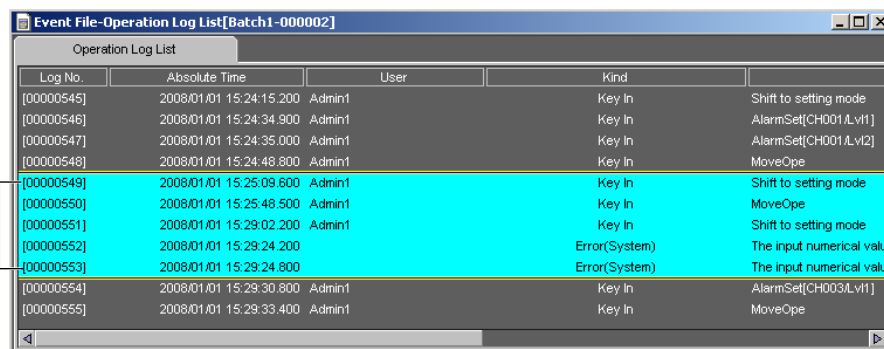 Event File-Operation Log List[Batch1-000002]
Operation Log List
Log No. Absolute Time User Kind
[00000545] 2008/01/01 15:24:15.200 Admin1 Key In Shift to setting mode
[00000546] 2008/01/01 15:24:34.900 Admin1 Key In AlarmSet[CH001/Lvl1]
[00000547] 2008/01/01 15:24:35.000 Admin1 Key In AlarmSet[CH001/Lvl2]
[00000548] 2008/01/01 15:24:48.800 Admin1 Key In MoveOpe
[00000549] 2008/01/01 15:25:09.600 Admin1 Key In Shift to setting mode
[00000550] 2008/01/01 15:25:48.500 Admin1 Key In MoveOpe
[00000551] 2008/01/01 15:29:02.200 Admin1 Key In Shift to setting mode
[00000552] 2008/01/01 15:29:24.200 Error(System) The input numerical valu
[00000553] 2008/01/01 15:29:24.800 Error(System) The input numerical valu
[00000554] 2008/01/01 15:29:30.800 Admin1 Key In AlarmSet[CH003/Lvl1]
[00000555] 2008/01/01 15:29:33.400 Admin1 Key In MoveOpe